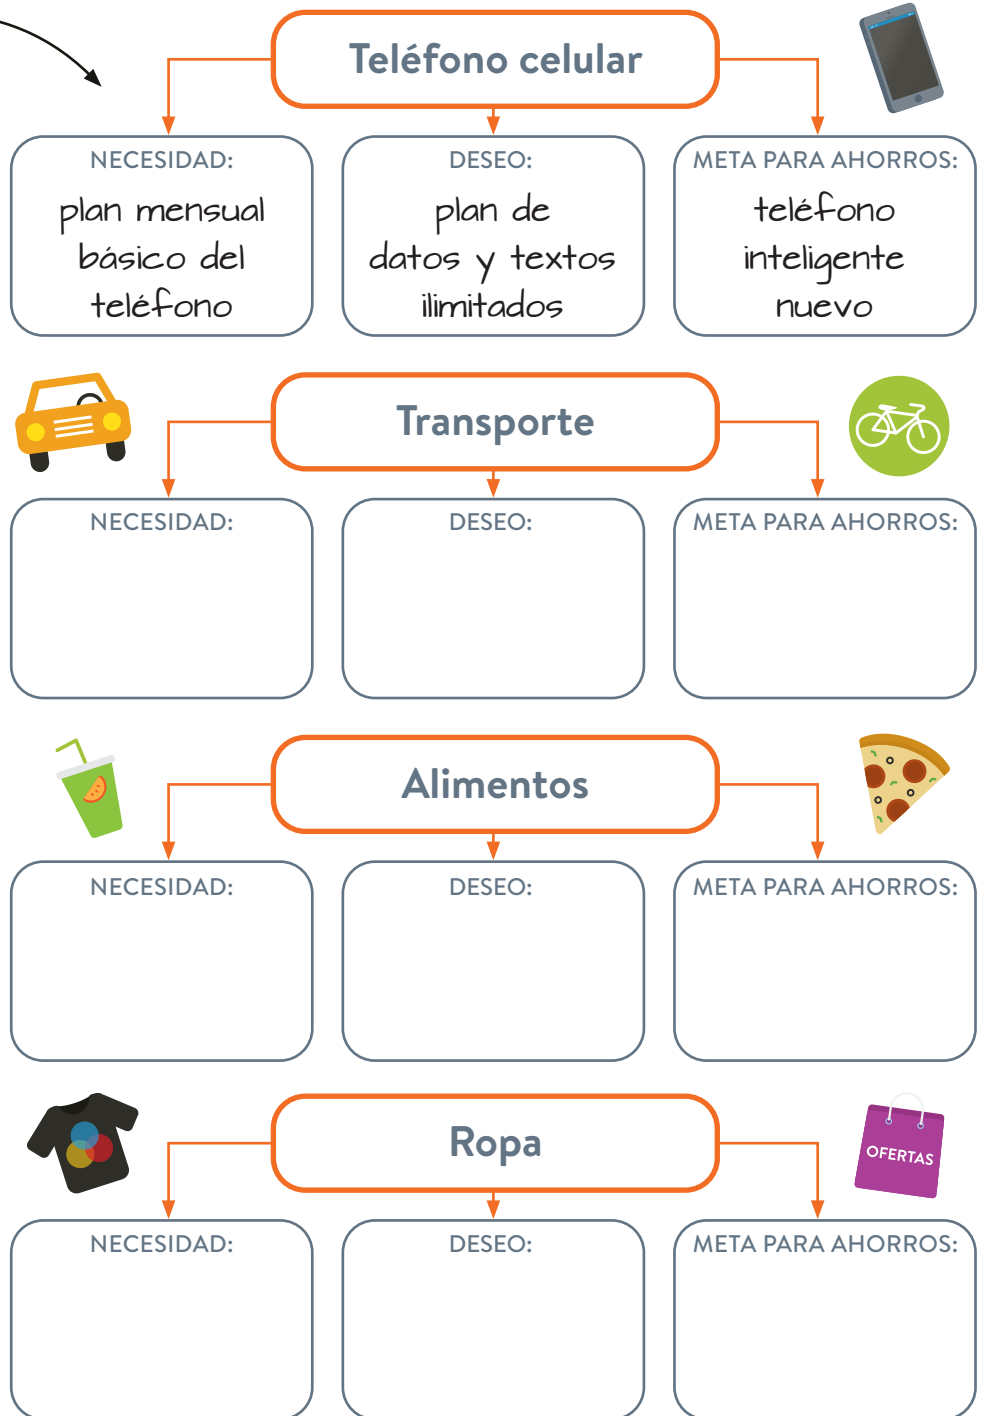 Teléfono celular
NECESIDAD:
plan mensual
básico del
teléfono
DESEO:
plan de
datos y textos
ilimitados
META PARA AHORROS:
teléfono
inteligente
nuevo
Transporte
NECESIDAD:
DESEO:
META PARA AHORROS:
Alimentos
NECESIDAD:
DESEO:
META PARA AHORROS:
Ropa
OFERTAS
NECESIDAD:
DESEO:
META PARA AHORROS: